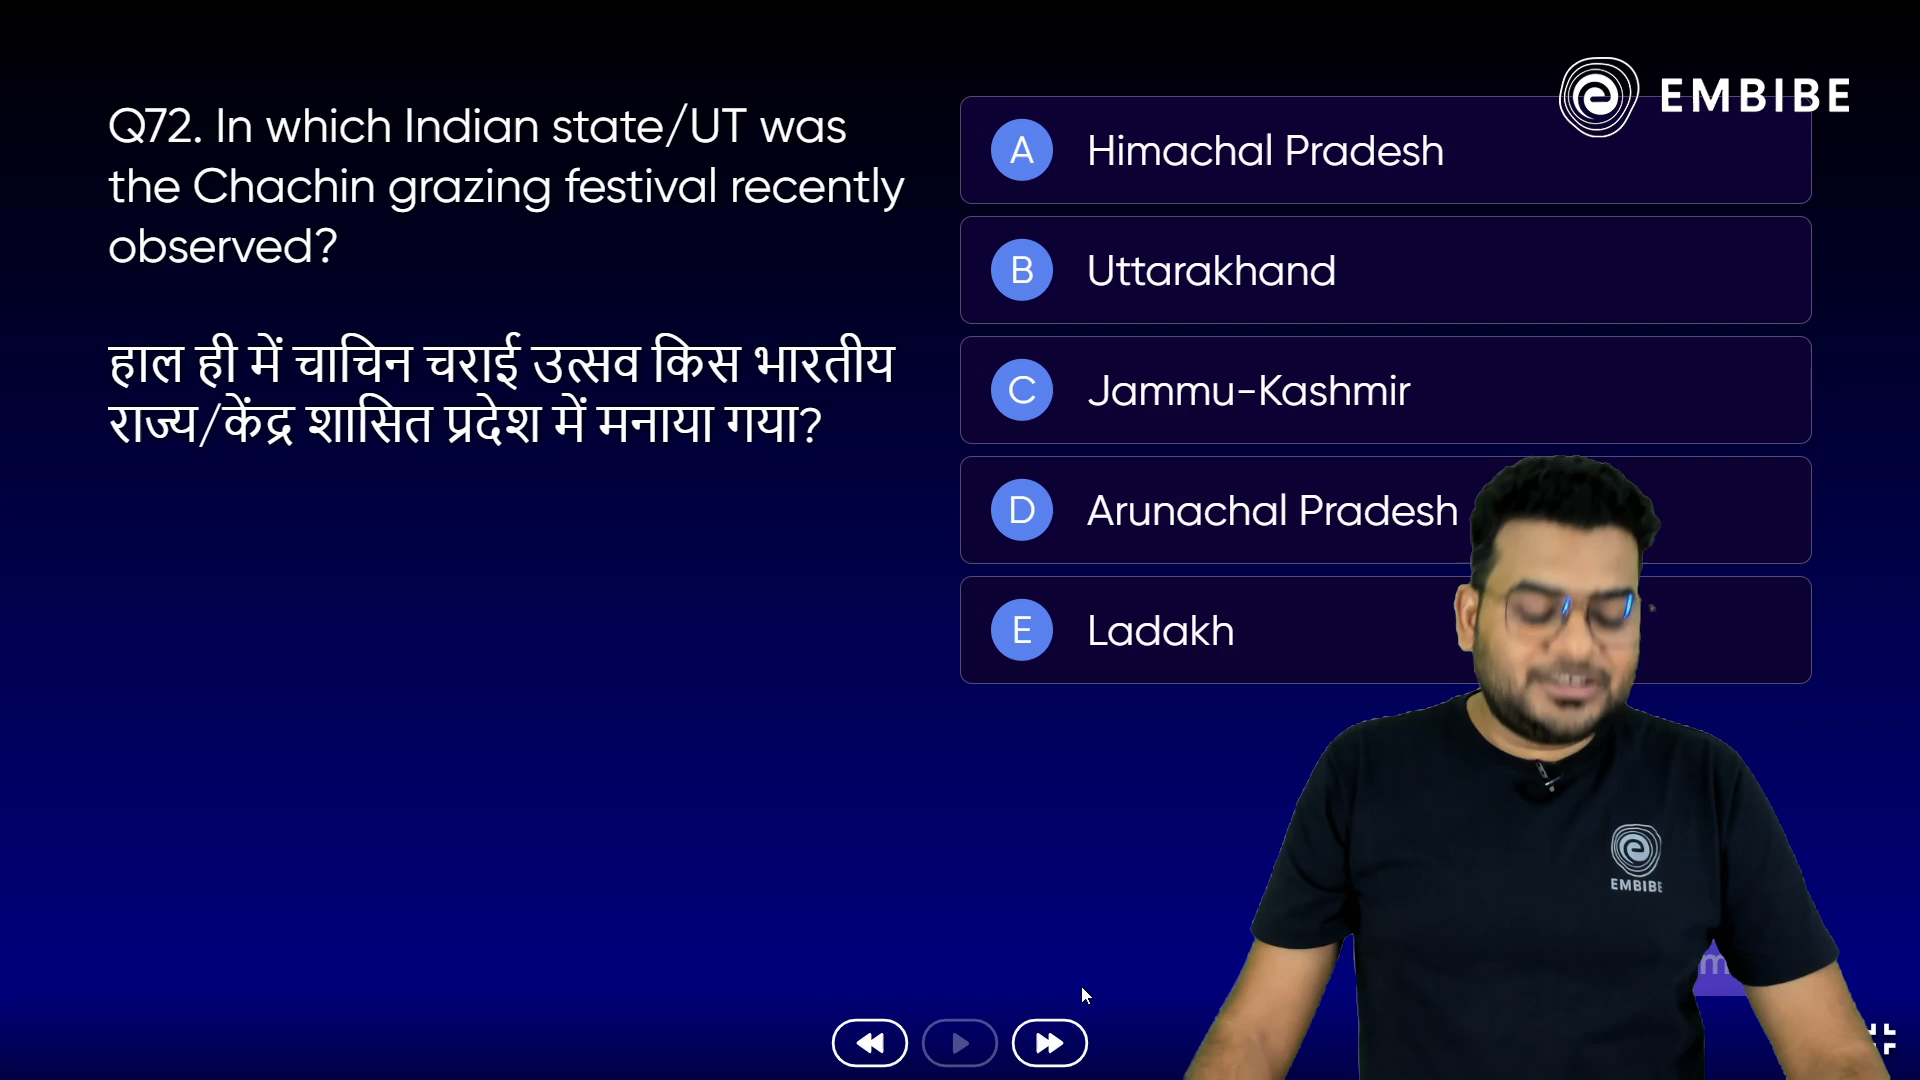 EMBIBE
Q72. In which Indian state/UT was
the Chachin grazing festival recently
observed?
हाल ही में चाचिन चराई उत्सव किस भारतीय
राज्य/केंद्र शासित प्रदेश में मनाया गया?
A Himachal Pradesh
B Uttarakhand
C Jammu-Kashmir
D Arunachal Pradesh
E Ladakh
EMBIBE